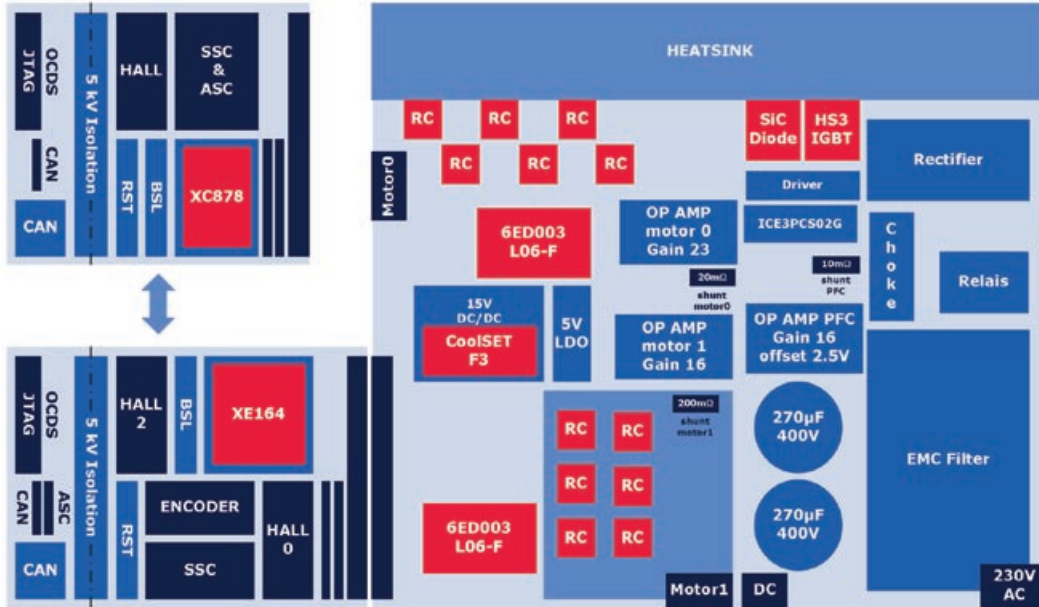 JTAG
OCDS
5 kV Isolation
HALL
SSC
&
ASC
CAN
CAN
RST
BSL
XC878
JTAG
OCDS
5 kV Isolation
HALL
2
BSL
XE164
CAN
ASC
CAN
RST
ENCODER
SSC
HALL
0
HEATSINK
RC
RC
RC
RC
RC
RC
Motor0
SiC
Diode
HS3
IGBT
Rectifier
Driver
6ED003
L06-F
OP AMP
motor 0
Gain 23
ICE3PCS02G
Choke
20mΩ
shunt
motor0
10mΩ
shunt
PFC
Relais
15V
DC/DC
CoolSET
F3
5V
LDO
OP AMP
motor 1
Gain 16
OP AMP PFC
Gain 16
offset 2.5V
200mΩ
shunt
motor1
RC
RC
RC
RC
RC
RC
270µF
400V
270µF
400V
EMC Filter
6ED003
L06-F
Motor1
DC
230V
AC